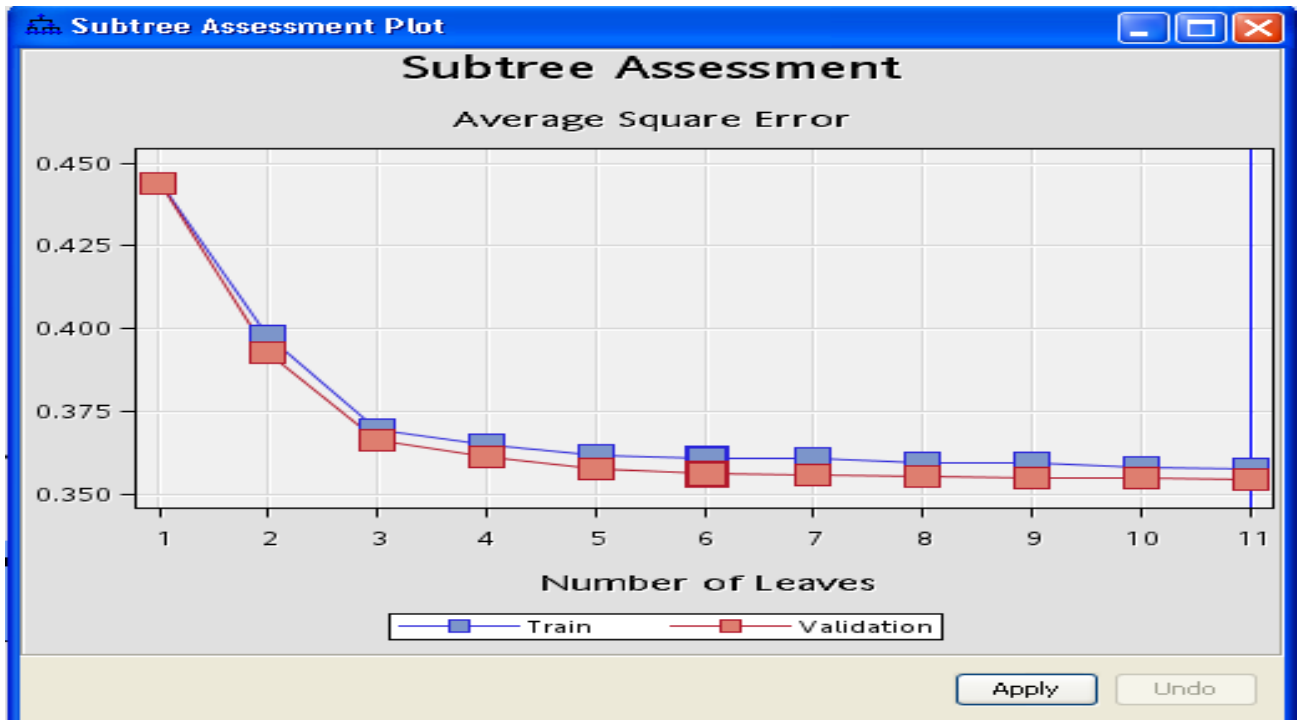 Subtree Assessment Plot
Subtree Assessment
Average Square Error
0.450
0.425
0.400
0.375
0.350
1 2 3 4 5 6 7 8 9 10 11
Number of Leaves
Train Validation
Apply Undo